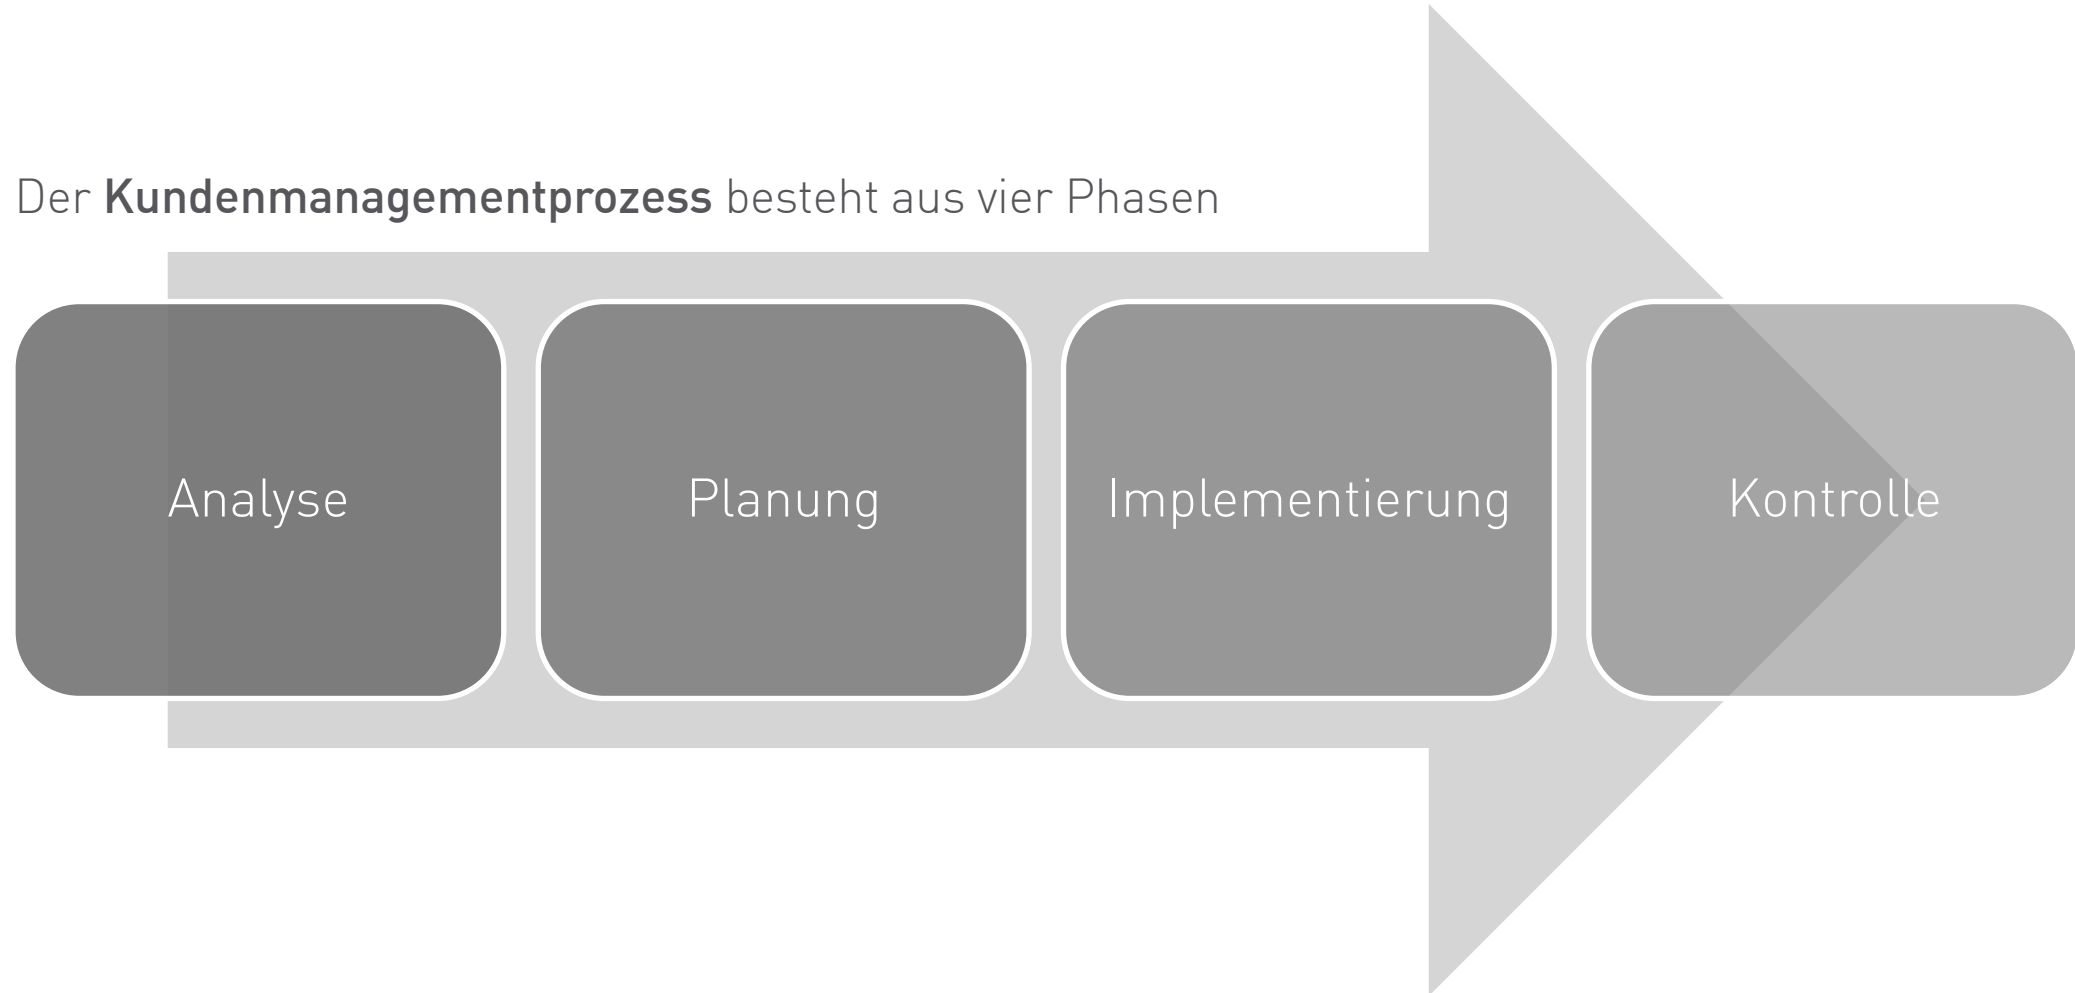 Der Kundenmanagementprozess besteht aus vier Phasen
Analyse
Planung
Implementierung
Kontrolle